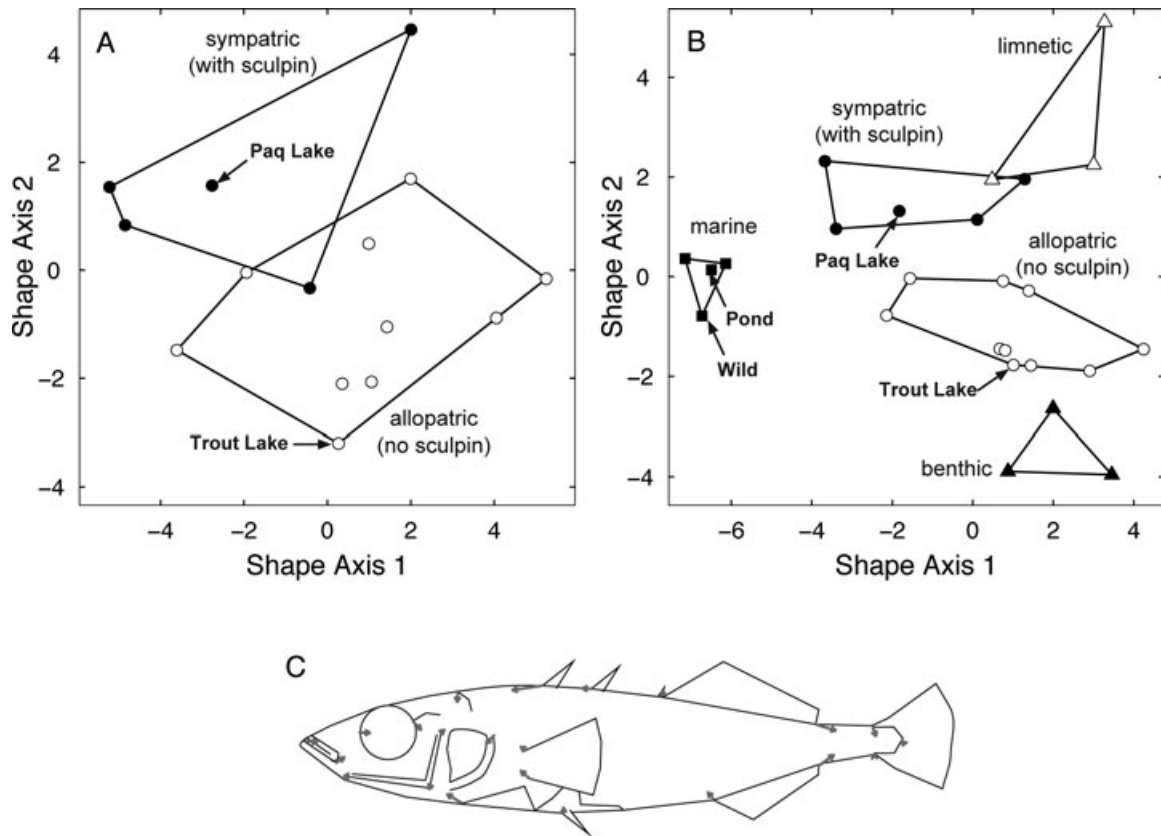 A
sympatric
(with sculpin)
Paq Lake
Trout Lake
allopatric
(no sculpin)
4
2
0
−2
−4
Shape Axis 2
−4
−2
0
2
4
Shape Axis 1
B
limnetic
sympatric
(with sculpin)
marine
Paq Lake
allopatric
(no sculpin)
Pond
Wild
Trout Lake
benthic
4
2
0
−2
−4
Shape Axis 2
−6
−4
−2
0
2
4
Shape Axis 1
C